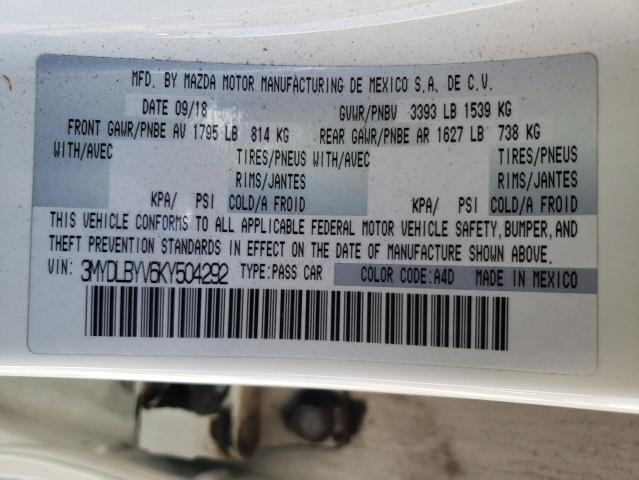 MFD. BY MAZDA MOTOR MANUFACTURING DE MEXICO S.A. DE C.V.
DATE 09/18 GVWR/PNBV 3393 LB 1539 KG
FRONT GAWR/PNBE AV 1795 LB 814 KG REAR GAWR/PNBE AR 1627 LB 738 KG
WITH/AVEC TIRES/PNEUS WITH/AVEC TIRES/PNEUS
RIMS/JANTES RIMS/JANTES
KPA/ PSI COLD/A FROID KPA/ PSI COLD/A FROID
THIS VEHICLE CONFORMS TO ALL APPLICABLE FEDERAL MOTOR VEHICLE SAFETY, BUMPER, AND
THEFT PREVENTION STANDARDS IN EFFECT ON THE DATE OF MANUFACTURE SHOWN ABOVE.
VIN: 3MYDLBYV6KY504292 TYPE:PASS CAR COLOR CODE:A4D MADE IN MEXICO